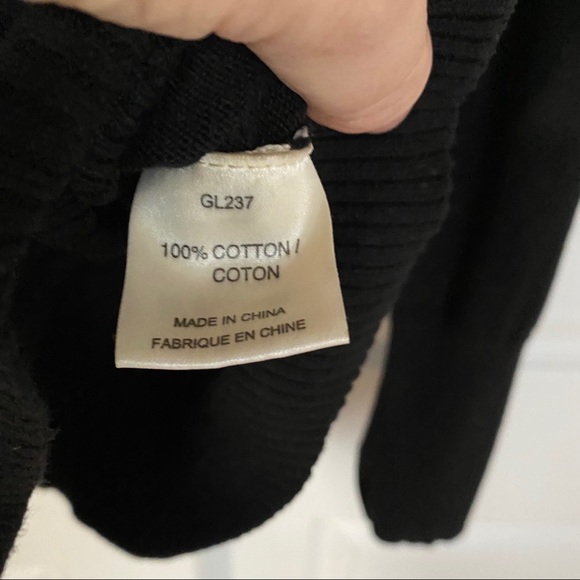 GL237
100% COTTON /
COTON
MADE IN CHINA
FABRIQUE EN CHINE